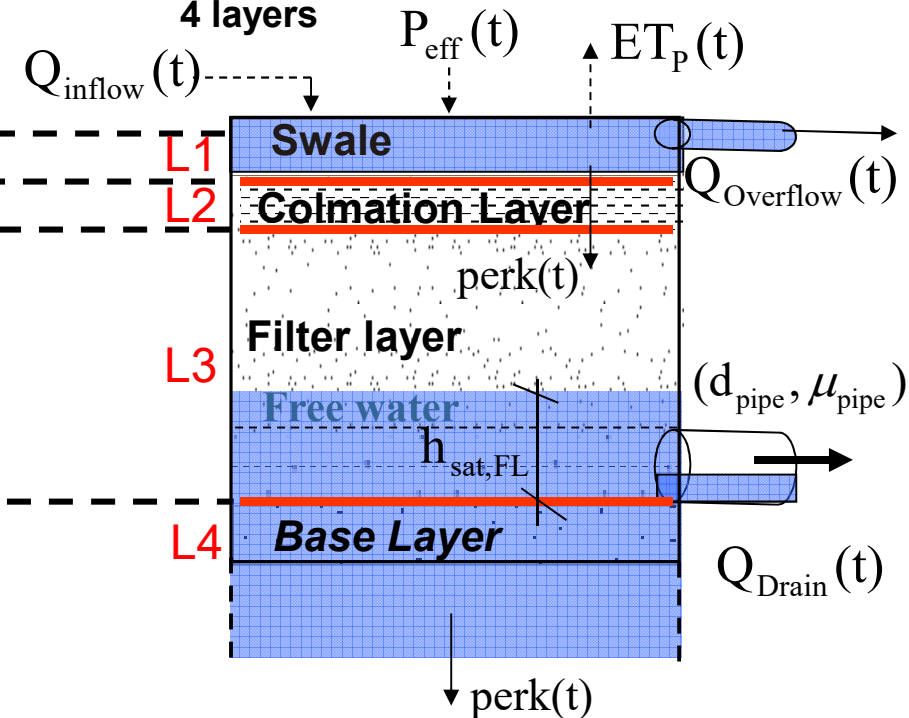 4 layers
P_eff (t)
ET_P (t)
Q_inflow (t)
L1
Swale
Q_Overflow (t)
L2
Colmation Layer
perk(t)
Filter layer
L3
(d_pipe, μ_pipe)
Free water
h_sat,FL
L4
Base Layer
Q_Drain (t)
perk(t)